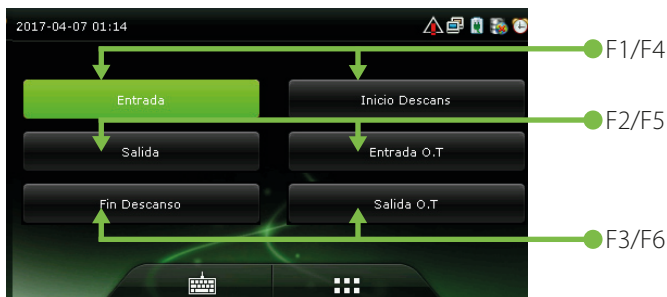 2017-04-07 01:14
F1/F4
Entrada
Inicio Descans
F2/F5
Salida
Entrada O.T
Fin Descanso
Salida O.T
F3/F6